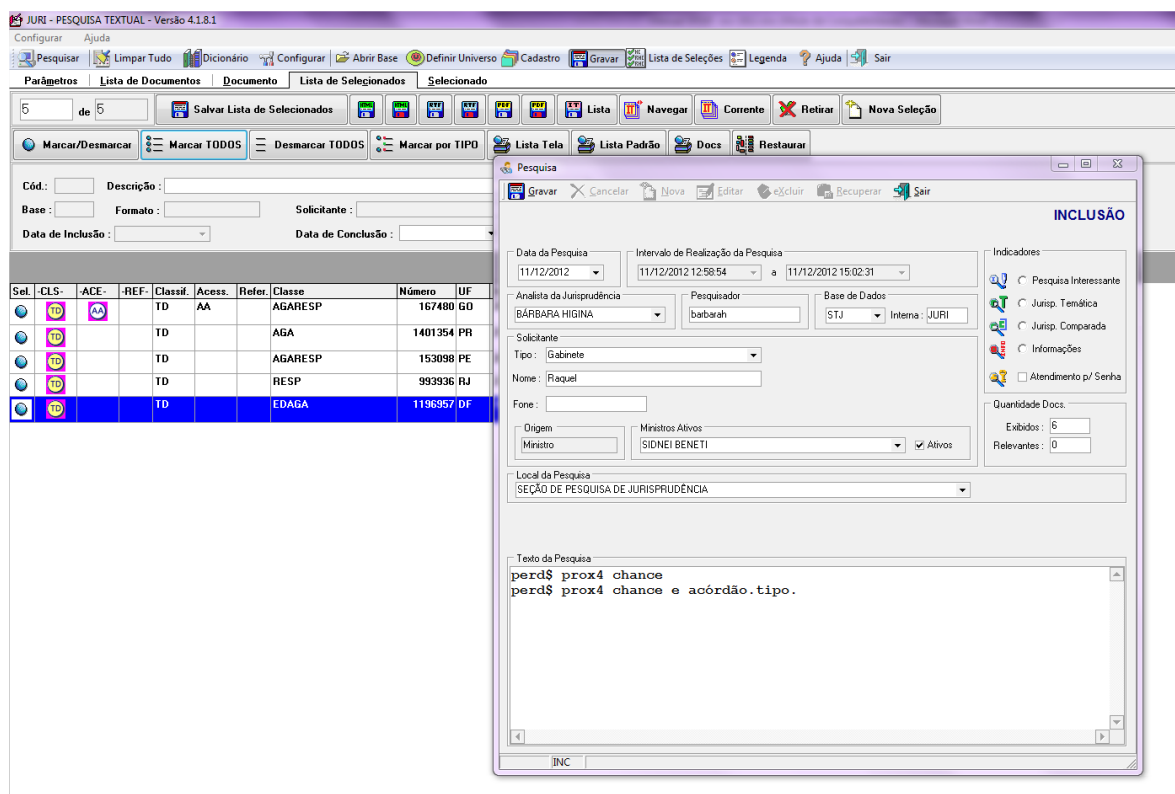 JURI - PESQUISA TEXTUAL - Versão 4.1.8.1
Configurar Ajuda
Pesquisar Limpar Tudo Dicionário Configurar Abrir Base Definir Universo Cadastro Gravar Lista de Seleções Legenda Ajuda Sair
Parâmetros Lista de Documentos Documento Lista de Selecionados Selecionado
5 de 5 Salvar Lista de Selecionados Lista Navegar Corrente Retirar Nova Seleção
Marcar/Desmarcar Marcar TODOS Desmarcar TODOS Marcar por TIPO Lista Tela Lista Padrão Docs Restaurar
Cód.: Descrição :
Base : Formato : Solicitante :
Data de Inclusão : Data de Conclusão :
Sel. -CLS- -ACE- -REF- Classif. Acess. Refer. Classe Número UF
TD AA TD AA AGARESP 167480 GO
TD TD AGA 1401354 PR
TD TD AGARESP 153098 PE
TD TD RESP 993936 RJ
TD TD EDAGA 1196957 DF
Pesquisa
Gravar Cancelar Nova Editar eXcluir Recuperar Sair
INCLUSÃO
Data da Pesquisa Intervalo de Realização da Pesquisa Indicadores
11/12/2012 11/12/2012 12:58:54 a 11/12/2012 15:02:31
Pesquisa Interessante
Analista da Jurisprudência Pesquisador Base de Dados
BÁRBARA HIGINA barbarah STJ Interna : JURI
Jurisp. Temática
Jurisp. Comparada
Solicitante
Tipo : Gabinete
Informações
Nome : Raquel
Atendimento p/ Senha
Fone :
Quantidade Docs.
Origem Ministros Ativos
Exibidos : 6
Ministro SIDNEI BENETI Ativos
Relevantes : 0
Local da Pesquisa
SEÇÃO DE PESQUISA DE JURISPRUDÊNCIA
Texto da Pesquisa
perd$ prox4 chance
perd$ prox4 chance e acórdão.tipo.
INC